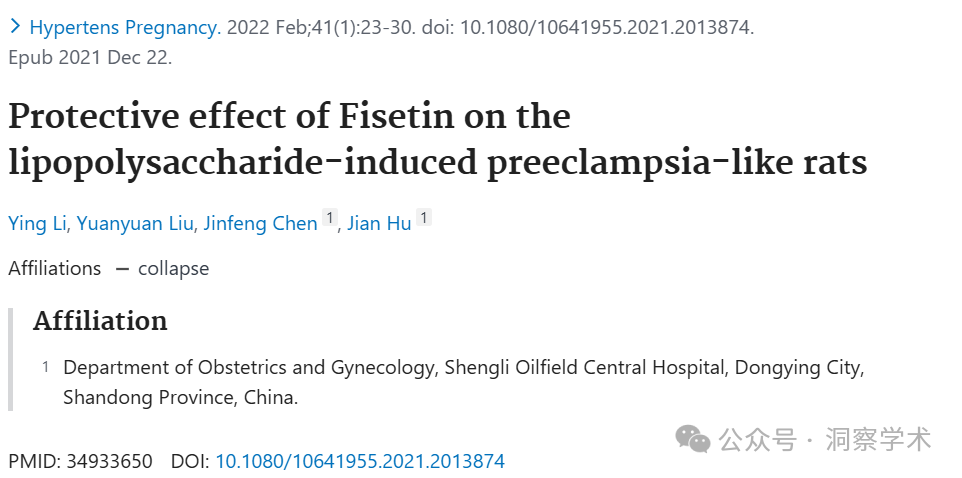 Hypertens Pregnancy. 2022 Feb;41(1):23-30. doi: 10.1080/10641955.2021.2013874.
Epub 2021 Dec 22.
Protective effect of Fisetin on the
lipopolysaccharide-induced preeclampsia-like rats
Ying Li, Yuanyuan Liu, Jinfeng Chen 1, Jian Hu 1
Affiliations — collapse
Affiliation
1 Department of Obstetrics and Gynecology, Shengli Oilfield Central Hospital, Dongying City,
Shandong Province, China.
公众号 · 洞察学术
PMID: 34933650 DOI: 10.1080/10641955.2021.2013874